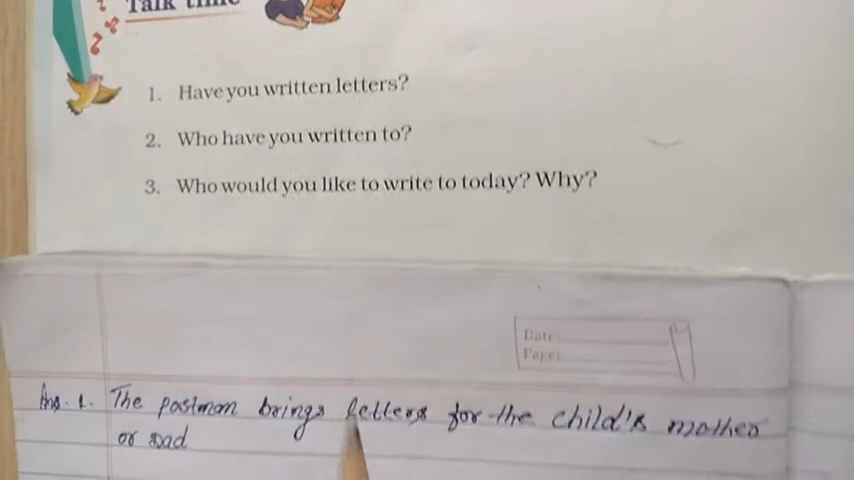 Talk time
1. Have you written letters?
2. Who have you written to?
3. Who would you like to write to today? Why?
Date:
Page:
Ans. 1. The postman brings letters for the child's mother
or dad